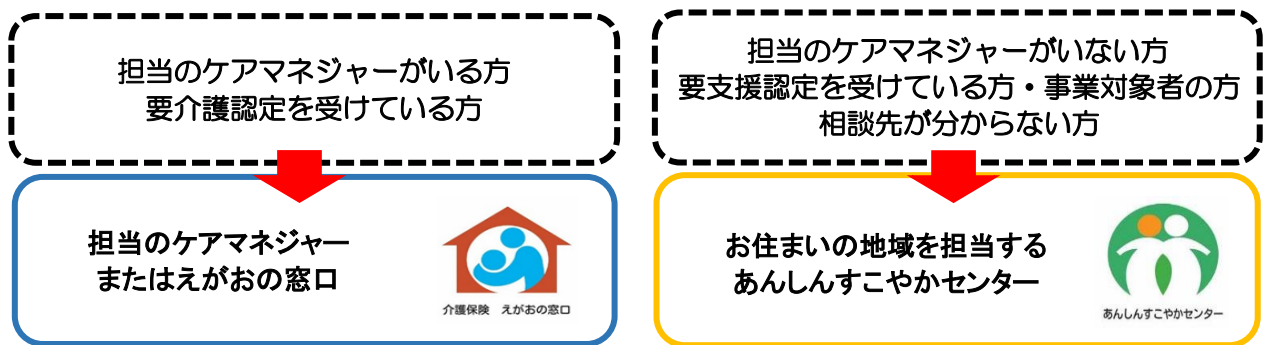 担当のケアマネジャーがいる方
要介護認定を受けている方
担当のケアマネジャーまたはえがおの窓口
介護保険 えがおの窓口
担当のケアマネジャーがいない方
要支援認定を受けている方・事業対象者の方
相談先が分からない方
お住まいの地域を担当する
あんしんすこやかセンター
あんしんすこやかセンター